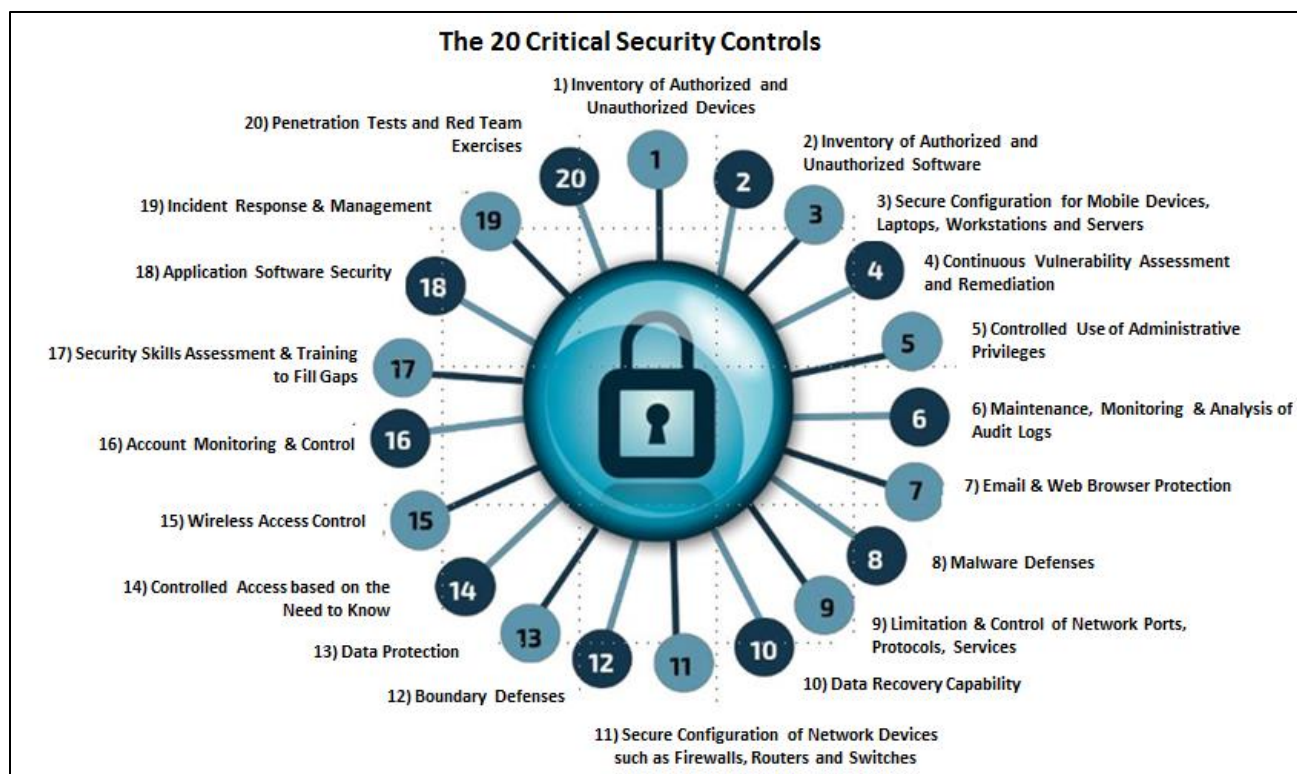 The 20 Critical Security Controls
1) Inventory of Authorized and
Unauthorized Devices
2) Inventory of Authorized and
Unauthorized Software
3) Secure Configuration for Mobile Devices,
Laptops, Workstations and Servers
4) Continuous Vulnerability Assessment
and Remediation
5) Controlled Use of Administrative
Privileges
6) Maintenance, Monitoring & Analysis of
Audit Logs
7) Email & Web Browser Protection
8) Malware Defenses
9) Limitation & Control of Network Ports,
Protocols, Services
10) Data Recovery Capability
11) Secure Configuration of Network Devices
such as Firewalls, Routers and Switches
12) Boundary Defenses
13) Data Protection
14) Controlled Access based on the
Need to Know
15) Wireless Access Control
16) Account Monitoring & Control
17) Security Skills Assessment & Training
to Fill Gaps
18) Application Software Security
19) Incident Response & Management
20) Penetration Tests and Red Team
Exercises
1
2
3
4
5
6
7
8
9
10
11
12
13
14
15
16
17
18
19
20